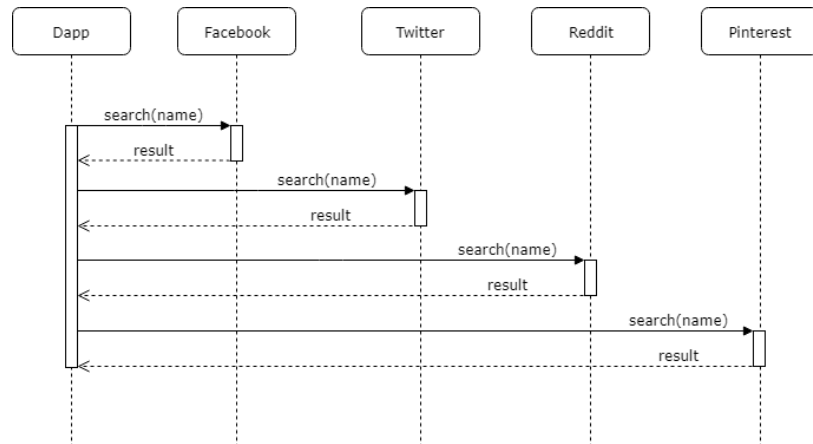 Dapp
Facebook
Twitter
Reddit
Pinterest
search(name)
result
search(name)
result
search(name)
result
search(name)
result